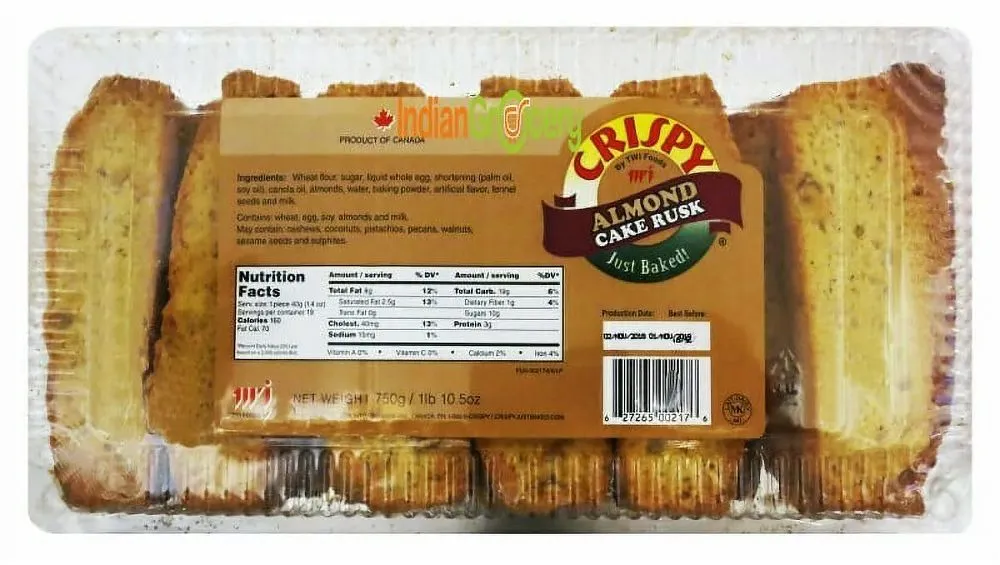 IndianGrocery
PRODUCT OF CANADA
CRISPY
by TWI Foods
TWI
ALMOND
CAKE RUSK
®
Just Baked!
Ingredients: Wheat flour, sugar, liquid whole egg, shortening (palm oil,
soy oil), canola oil, almonds, water, baking powder, artificial flavor, fennel
seeds and milk.
Contains: wheat, egg, soy, almonds and milk.
May contain: cashews, coconuts, pistachios, pecans, walnuts,
sesame seeds and sulphites.
Nutrition
Facts
Serv. size: 1 piece 40g (1.4 oz)
Servings per container 19
Calories 160
Fat Cal. 70
Amount / serving % DV* Amount / serving %DV*
Total Fat 8g 12% Total Carb. 19g 6%
Saturated Fat 2.5g 13% Dietary Fiber 1g 4%
Trans Fat 0g Sugars 10g
Cholest. 40mg 13% Protein 3g
Sodium 15mg 1%
Vitamin A 0% • Vitamin C 0% • Calcium 2% • Iron 4%
Production Date: Best Before:
02/NOV/2018 01/NOV/2019
NET WEIGHT 750g / 1lb 10.5oz
6 27265 00217 6
MK